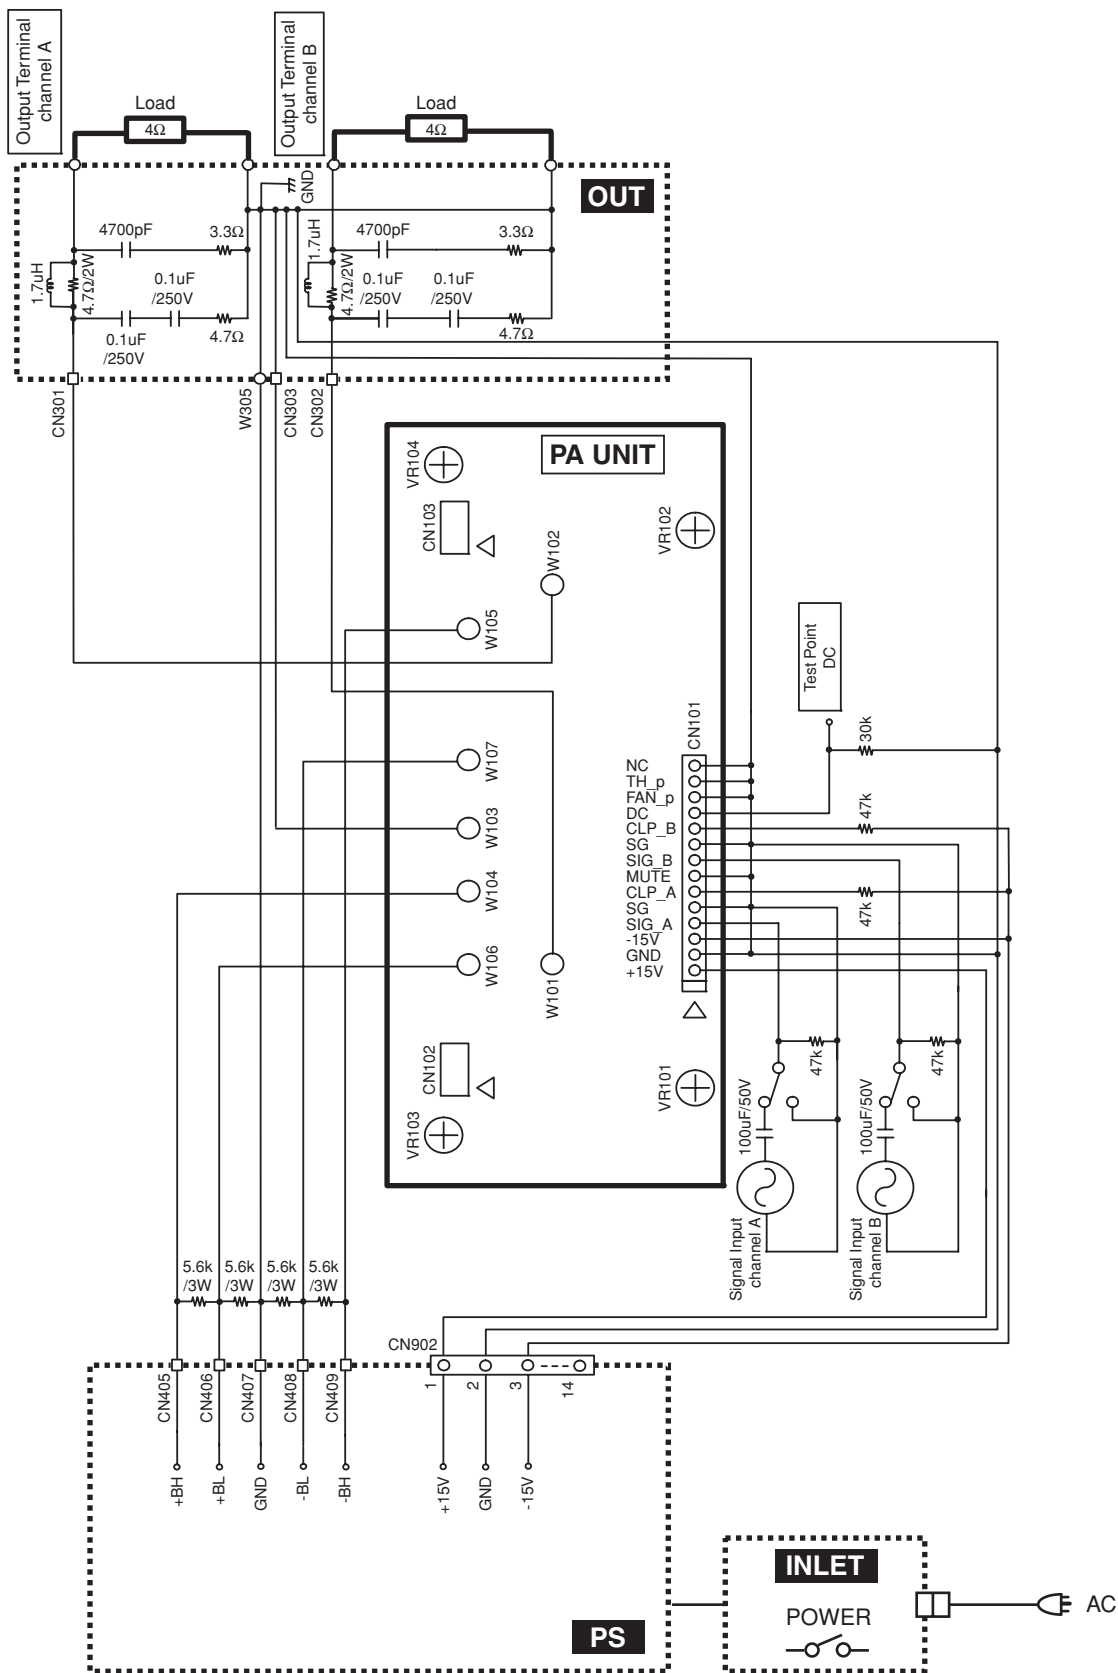 Output Terminal
channel A
Output Terminal
channel B
Load
4Ω
Load
4Ω
GND
OUT
4700pF
3.3Ω
4700pF
3.3Ω
1.7uH
4.7Ω/2W
0.1uF
/250V
0.1uF
/250V
4.7Ω
1.7uH
4.7Ω/2W
0.1uF
/250V
0.1uF
/250V
4.7Ω
CN301
W305
CN303
CN302
PA UNIT
VR104
CN103
VR102
W102
W105
W107
W103
W104
W106
W101
CN102
VR103
VR101
CN101
NC
TH_p
FAN_p
DC
CLP_B
SG
SIG_B
MUTE
CLP_A
SG
SIG_A
-15V
GND
+15V
Test Point
DC
30k
47k
47k
47k
47k
100uF/50V
100uF/50V
Signal Input
channel A
Signal Input
channel B
5.6k
/3W
5.6k
/3W
5.6k
/3W
5.6k
/3W
CN902
1
2
3
14
CN405
CN406
CN407
CN408
CN409
+BH
+BL
GND
-BL
-BH
+15V
GND
-15V
PS
INLET
POWER
AC